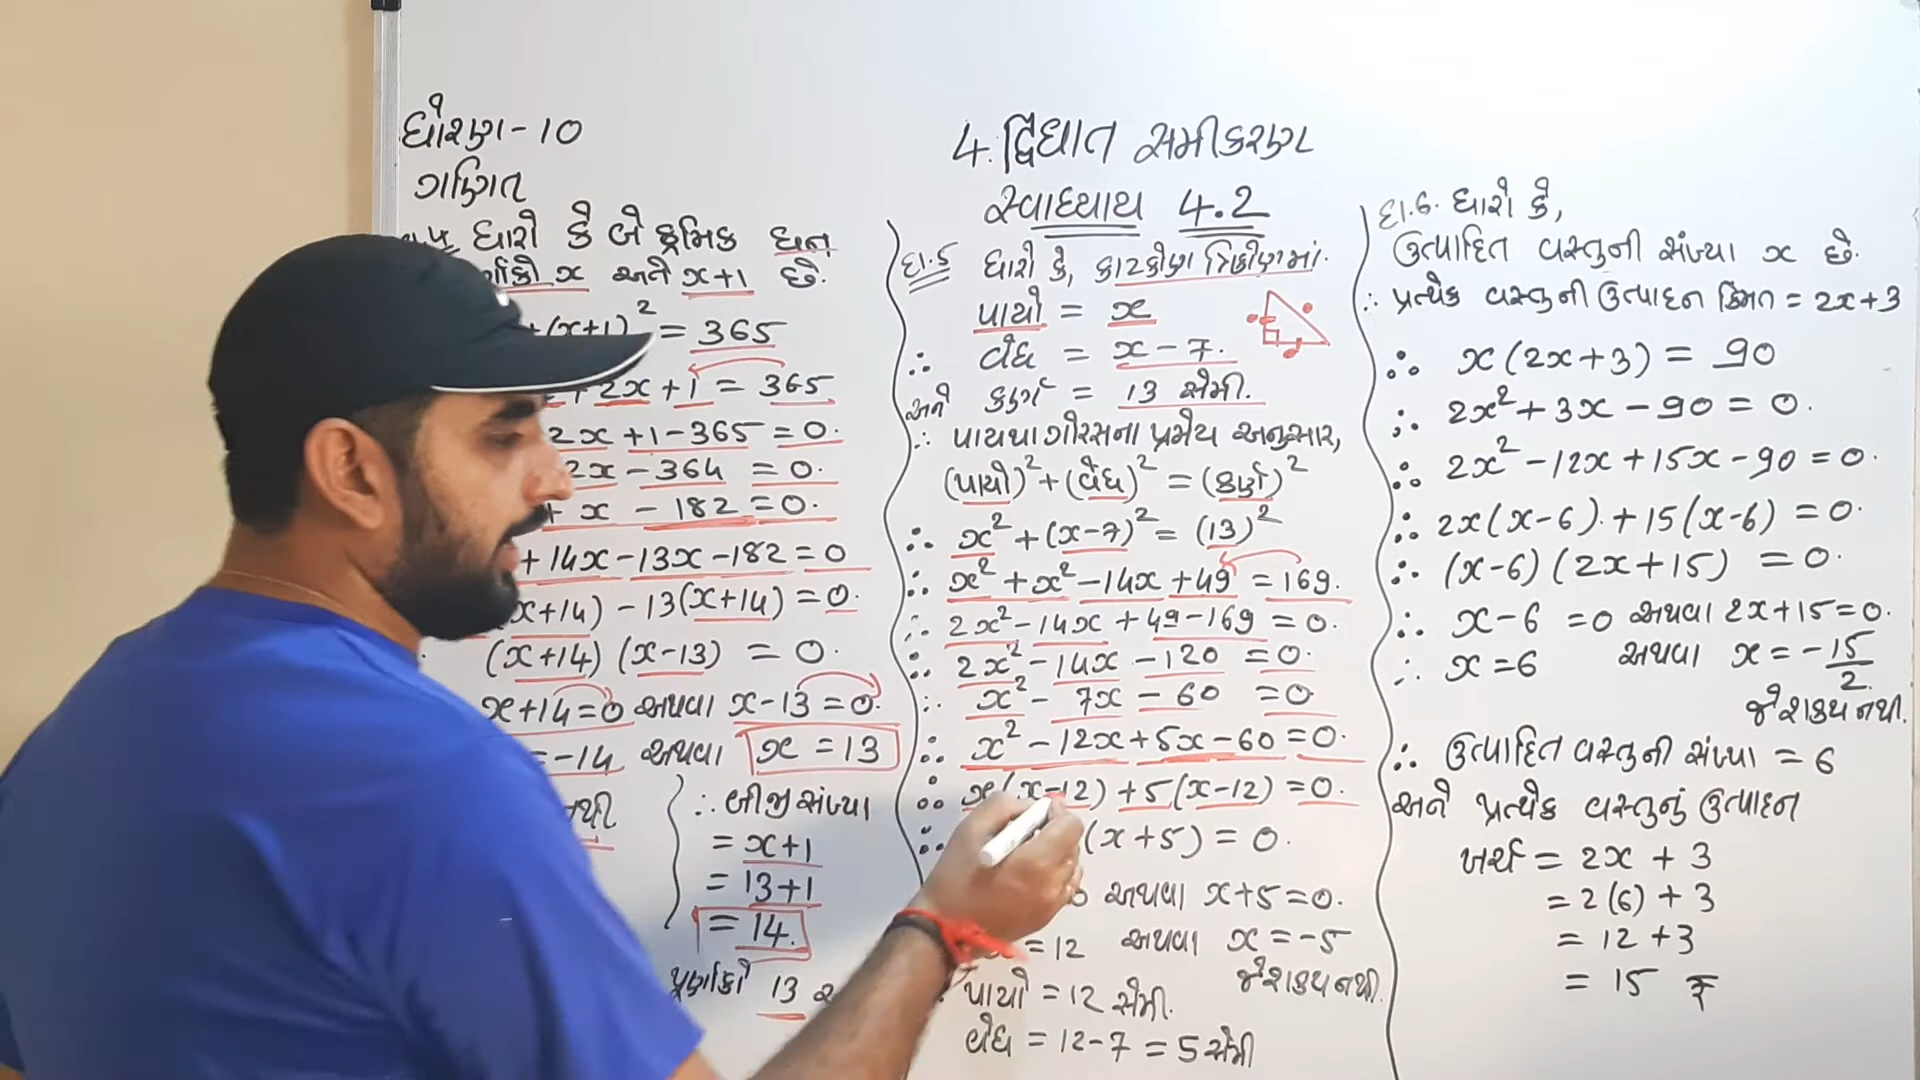 ધોરણ-10
ગણિત
ધારો કે બે ક્રમિક ધન
x અને x+1 છે.
+(x+1)² = 365
+2x+1 = 365
2x+1-365 = 0.
2x-364 = 0.
+ x - 182 = 0.
+14x-13x-182 = 0
x+14) - 13(x+14) = 0.
(x+14) (x-13) = 0.
x+14=0 અથવા x-13=0.
=-14 અથવા x = 13
∴ બીજી સંખ્યા
= x+1
= 13+1
= 14.
પૂર્ણાંકો 13
4. દ્વિઘાત સમીકરણ
સ્વાધ્યાય 4.2
દા.5 ધારો કે, કાટકોણ ત્રિકોણમાં.
પાયો = x
∴ વેધ = x-7.
અને કર્ણ = 13 સેમી.
∴ પાયથાગોરસના પ્રમેય અનુસાર,
(પાયો)² + (વેધ)² = (કર્ણ)²
∴ x² + (x-7)² = (13)²
∴ x² + x² - 14x + 49 = 169.
∴ 2x² - 14x + 49 - 169 = 0.
∴ 2x² - 14x - 120 = 0.
∴ x² - 7x - 60 = 0
∴ x² - 12x + 5x - 60 = 0.
∴ x(x-12) + 5(x-12) = 0.
∴ (x+5) = 0.
અથવા x+5=0.
= 12 અથવા x = -5
જે શક્ય નથી.
પાયો = 12 સેમી.
વેધ = 12-7 = 5 સેમી
દા.6. ધારો કે,
ઉત્પાદિત વસ્તુની સંખ્યા x છે.
∴ પ્રત્યેક વસ્તુની ઉત્પાદન કિંમત = 2x+3
∴ x(2x+3) = 90
∴ 2x²+3x-90 = 0.
∴ 2x²-12x+15x-90 = 0.
∴ 2x(x-6)+15(x-6) = 0.
∴ (x-6)(2x+15) = 0.
∴ x-6 = 0 અથવા 2x+15=0.
∴ x = 6 અથવા x = -15/2.
જે શક્ય નથી.
∴ ઉત્પાદિત વસ્તુની સંખ્યા = 6
અને પ્રત્યેક વસ્તુનું ઉત્પાદન
ખર્ચ = 2x + 3
= 2(6) + 3
= 12 + 3
= 15 ₹